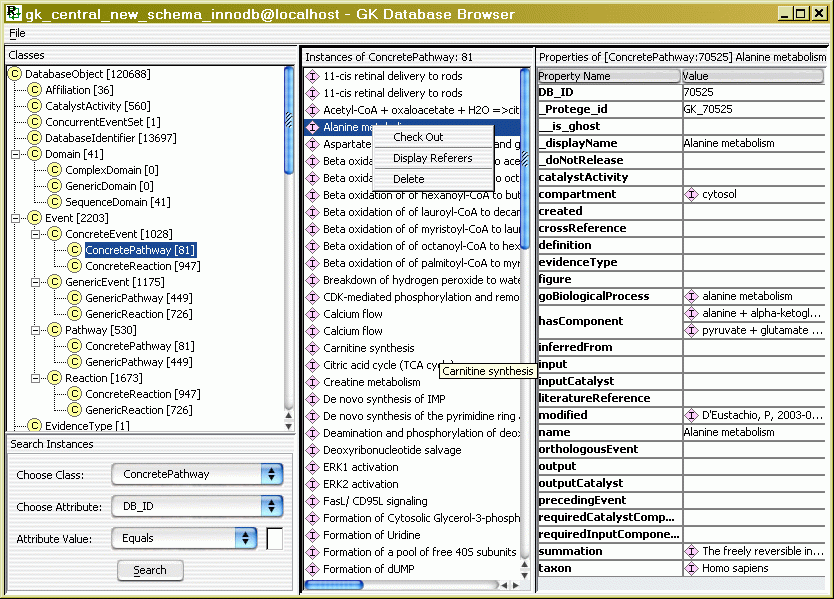 gk_central_new_schema_innodb@localhost - GK Database Browser
File
Classes
DatabaseObject [120688]
Affiliation [36]
CatalystActivity [560]
ConcurrentEventSet [1]
DatabaseIdentifier [13697]
Domain [41]
ComplexDomain [0]
GenericDomain [0]
SequenceDomain [41]
Event [2203]
ConcreteEvent [1028]
ConcretePathway [81]
ConcreteReaction [947]
GenericEvent [1175]
GenericPathway [449]
GenericReaction [726]
Pathway [530]
ConcretePathway [81]
GenericPathway [449]
Reaction [1673]
ConcreteReaction [947]
GenericReaction [726]
EvidenceType [1]
Search Instances
Choose Class: ConcretePathway
Choose Attribute: DB_ID
Attribute Value: Equals
Search
Instances of ConcretePathway: 81
11-cis retinal delivery to rods
11-cis retinal delivery to rods
Acetyl-CoA + oxaloacetate + H2O =>cit
Alanine metabolism
Aspartate and g
Beta oxida ace
Beta oxida oct
Beta oxidation of of hexanoyl-CoA to but
Beta oxidation of of lauroyl-CoA to decan
Beta oxidation of of myristoyl-CoA to lau
Beta oxidation of of octanoyl-CoA to hex
Beta oxidation of of palmitoyl-CoA to myr
Breakdown of hydrogen peroxide to wate
CDK-mediated phosphorylation and remo
Calcium flow
Calcium flow
Carnitine synthesis
Citric acid cycle (TCA cycle)
Creatine metabolism
De novo synthesis of IMP
De novo synthesis of the pyrimidine ring
Deamination and phosphorylation of deox
Deoxyribonucleotide salvage
ERK1 activation
ERK2 activation
FasL/ CD95L signaling
Formation of Cytosolic Glycerol-3-phosph
Formation of Uridine
Formation of a pool of free 40S subunits
Formation of dUMP
Check Out
Display Referers
Delete
Carnitine synthesis
Properties of [ConcretePathway:70525] Alanine metabolism
Property Name Value
DB_ID 70525
_Protege_id GK_70525
__is_ghost
_displayName Alanine metabolism
_doNotRelease
catalystActivity
compartment cytosol
created
crossReference
definition
evidenceType
figure
goBiologicalProcess alanine metabolism
hasComponent alanine + alpha-ketogl...
pyruvate + glutamate ...
inferredFrom
input
inputCatalyst
literatureReference
modified D'Eustachio, P, 2003-0...
name Alanine metabolism
orthologousEvent
output
outputCatalyst
precedingEvent
requiredCatalystComp...
requiredInputCompone...
summation The freely reversible in...
taxon Homo sapiens